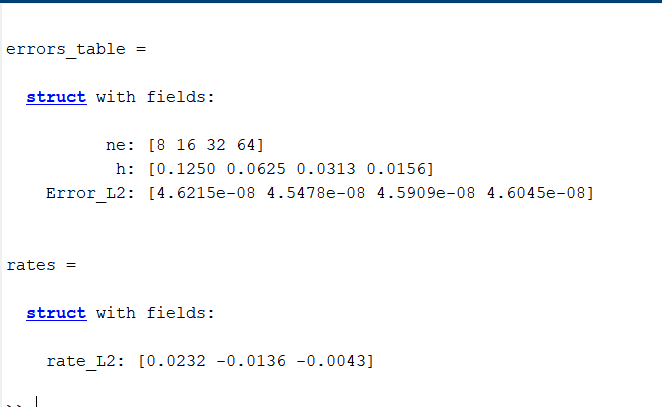 errors_table =
struct with fields:
ne: [8 16 32 64]
h: [0.1250 0.0625 0.0313 0.0156]
Error_L2: [4.6215e-08 4.5478e-08 4.5909e-08 4.6045e-08]
rates =
struct with fields:
rate_L2: [0.0232 -0.0136 -0.0043]
>>